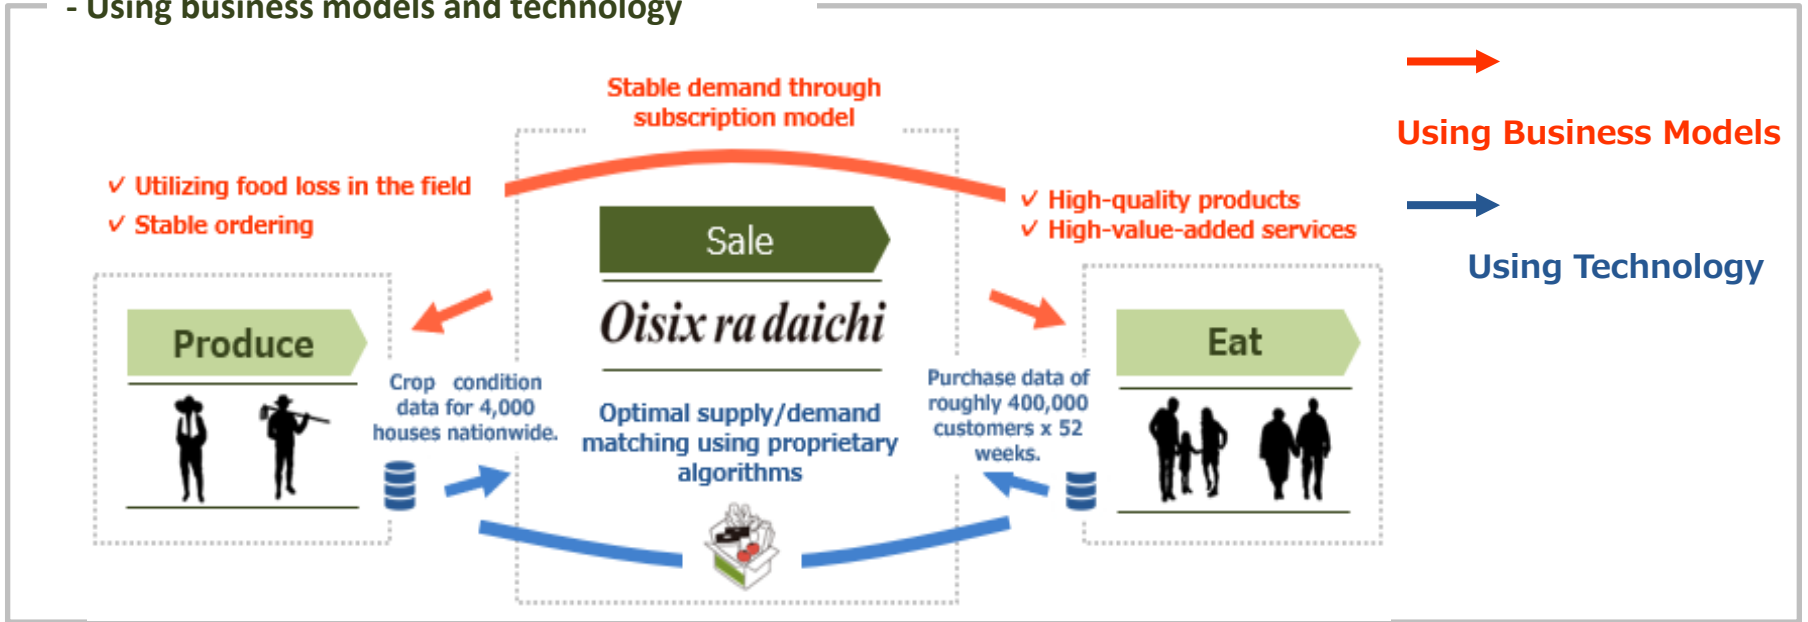 - Using business models and technology
Stable demand through
subscription model
✓ Utilizing food loss in the field
✓ Stable ordering
✓ High-quality products
✓ High-value-added services
Using Business Models
Using Technology
Produce
Crop condition
data for 4,000
houses nationwide.
Sale
Oisix ra daichi
Optimal supply/demand
matching using proprietary
algorithms
Purchase data of
roughly 400,000
customers x 52
weeks.
Eat